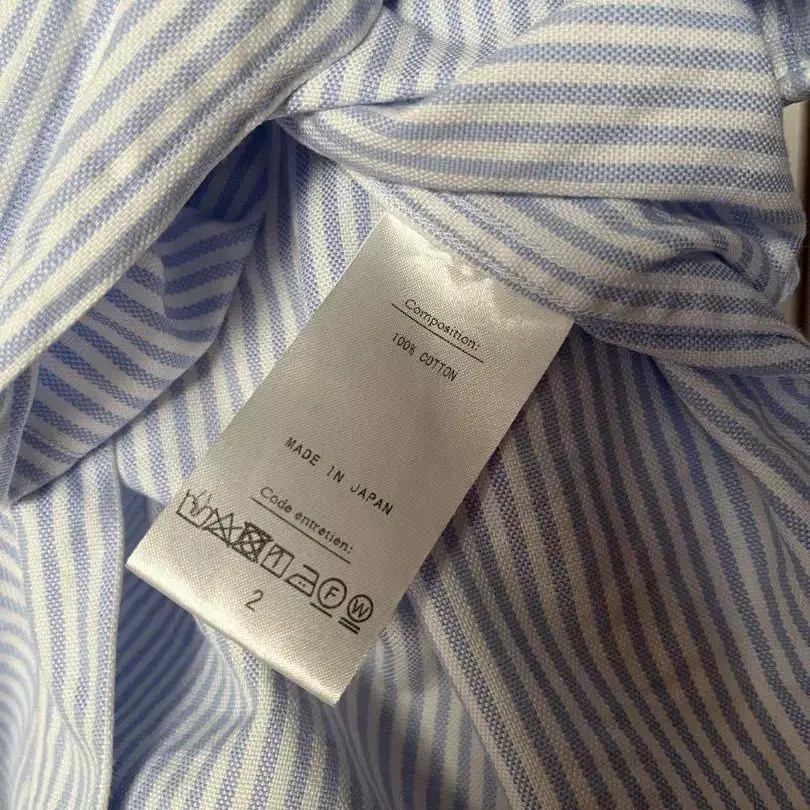 Composition:
100% COTTON
MADE IN JAPAN
Code entretien:
F W
2